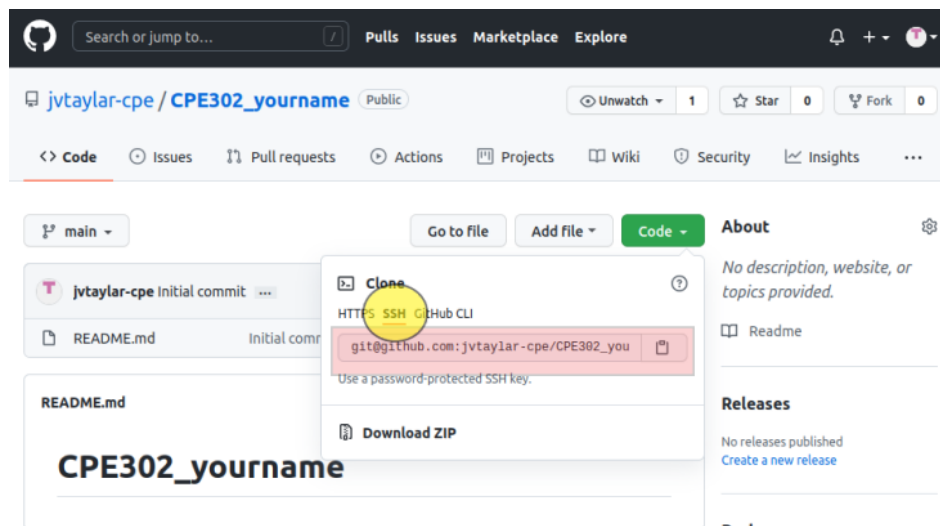 Search or jump to... / Pulls Issues Marketplace Explore
jvtaylar-cpe / CPE302_yourname Public Unwatch 1 Star 0 Fork 0
<> Code Issues Pull requests Actions Projects Wiki Security Insights ...
main Go to file Add file Code
About
No description, website, or
topics provided.
Readme
Releases
No releases published
Create a new release
jvtaylar-cpe Initial commit ...
README.md Initial comm
Clone
HTTPS SSH GitHub CLI
git@github.com:jvtaylar-cpe/CPE302_you
Use a password-protected SSH key.
Download ZIP
README.md
CPE302_yourname